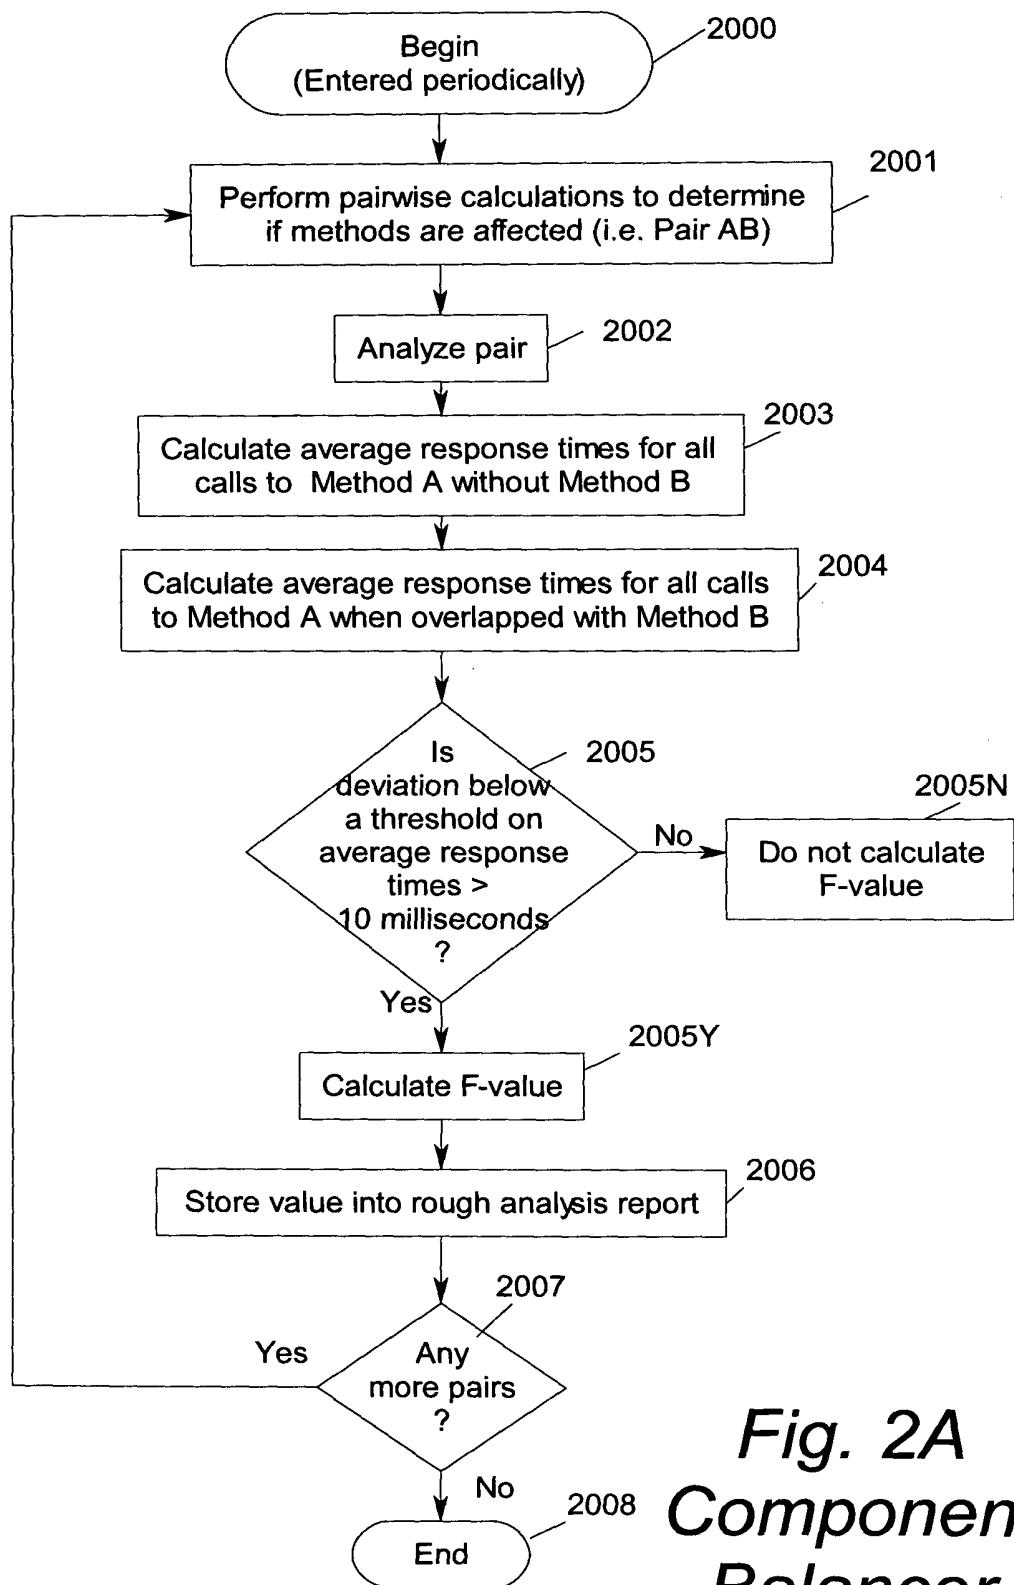 Begin
(Entered periodically)
2000
2001
Perform pairwise calculations to determine
if methods are affected (i.e. Pair AB)
Analyze pair
2002
2003
Calculate average response times for all
calls to Method A without Method B
2004
Calculate average response times for all calls
to Method A when overlapped with Method B
Is
deviation below
a threshold on
average response
times >
10 milliseconds
?
2005
No
2005N
Do not calculate
F-value
Yes
2005Y
Calculate F-value
2006
Store value into rough analysis report
2007
Any
more pairs
?
Yes
No
2008
End
Fig. 2A
Componen
Balancer